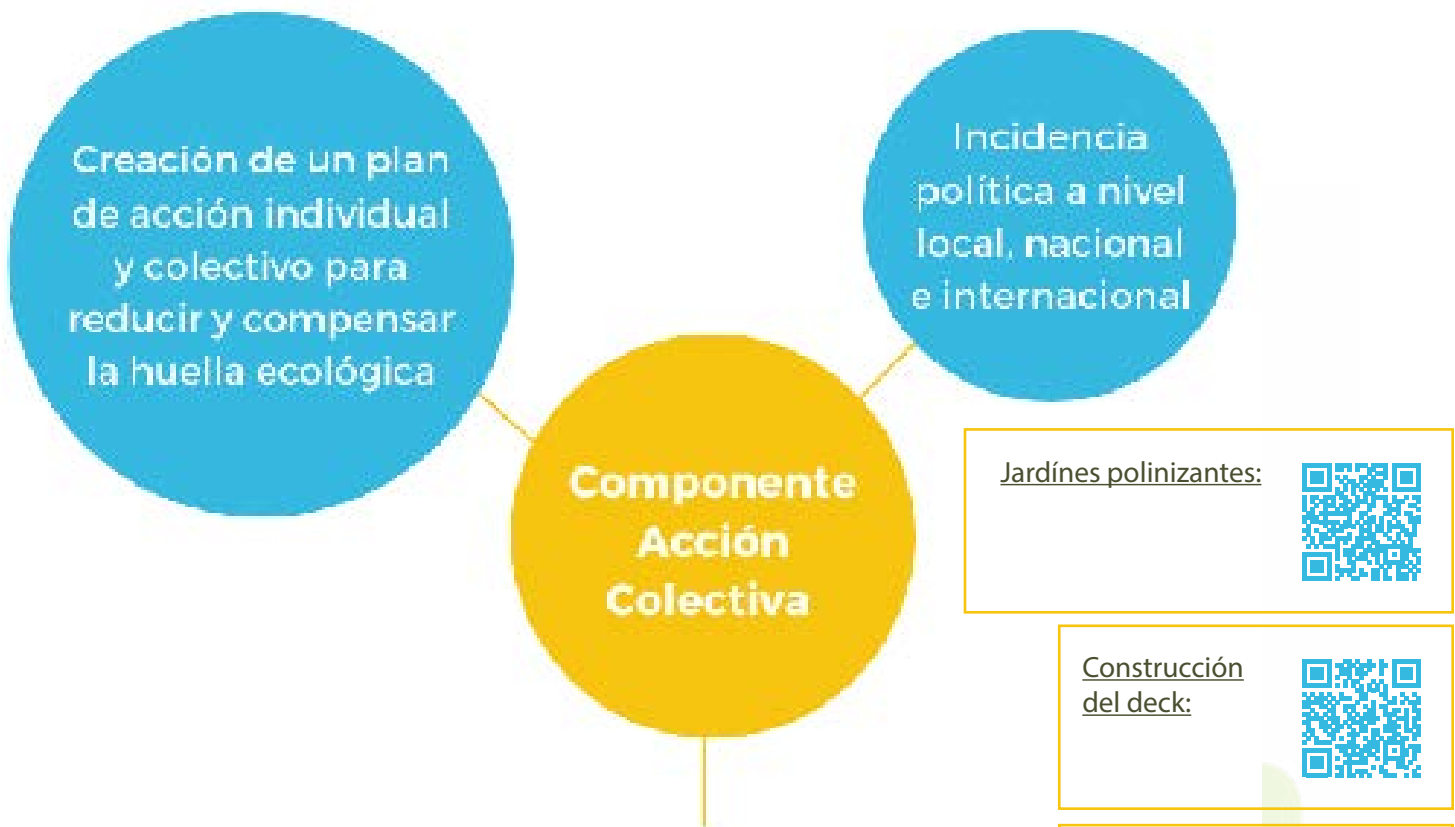 Creación de un plan
de acción individual
y colectivo para
reducir y compensar
la huella ecológica
Incidencia
política a nivel
local, nacional
e internacional
Componente
Acción
Colectiva
Jardínes polinizantes:
Construcción
del deck: